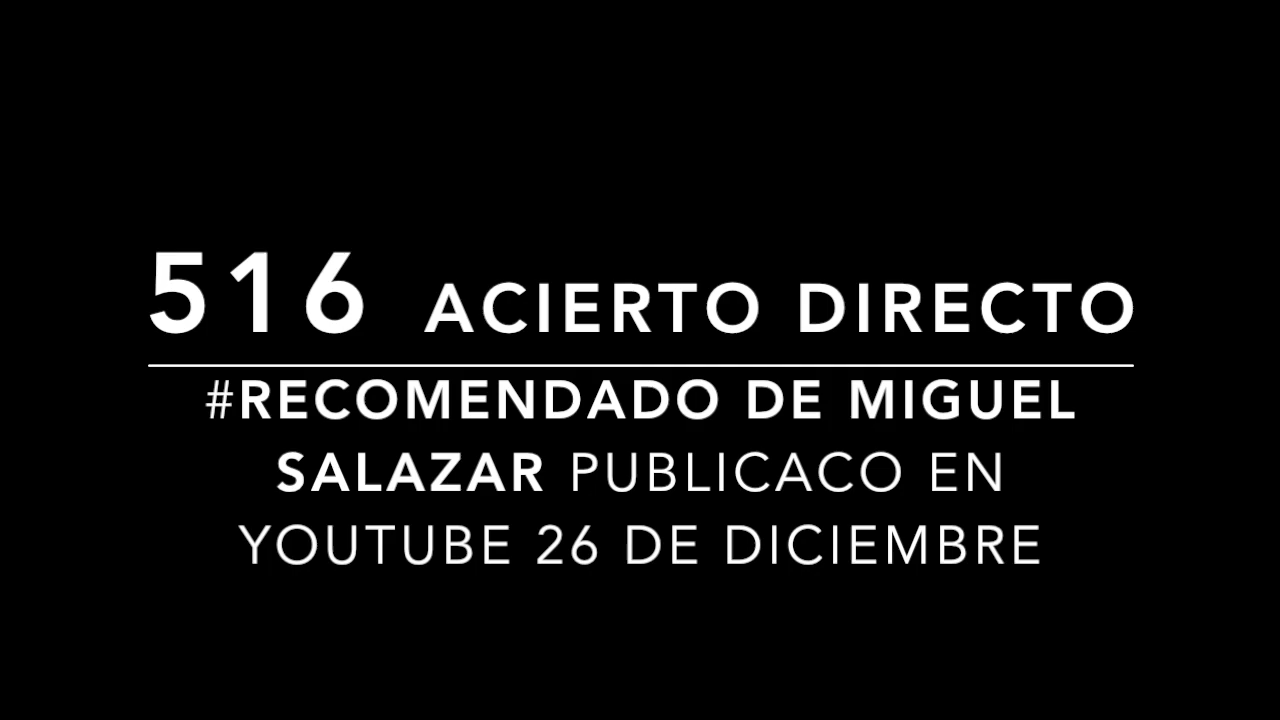 516 ACIERTO DIRECTO
#RECOMENDADO DE MIGUEL
SALAZAR PUBLICACO EN
YOUTUBE 26 DE DICIEMBRE